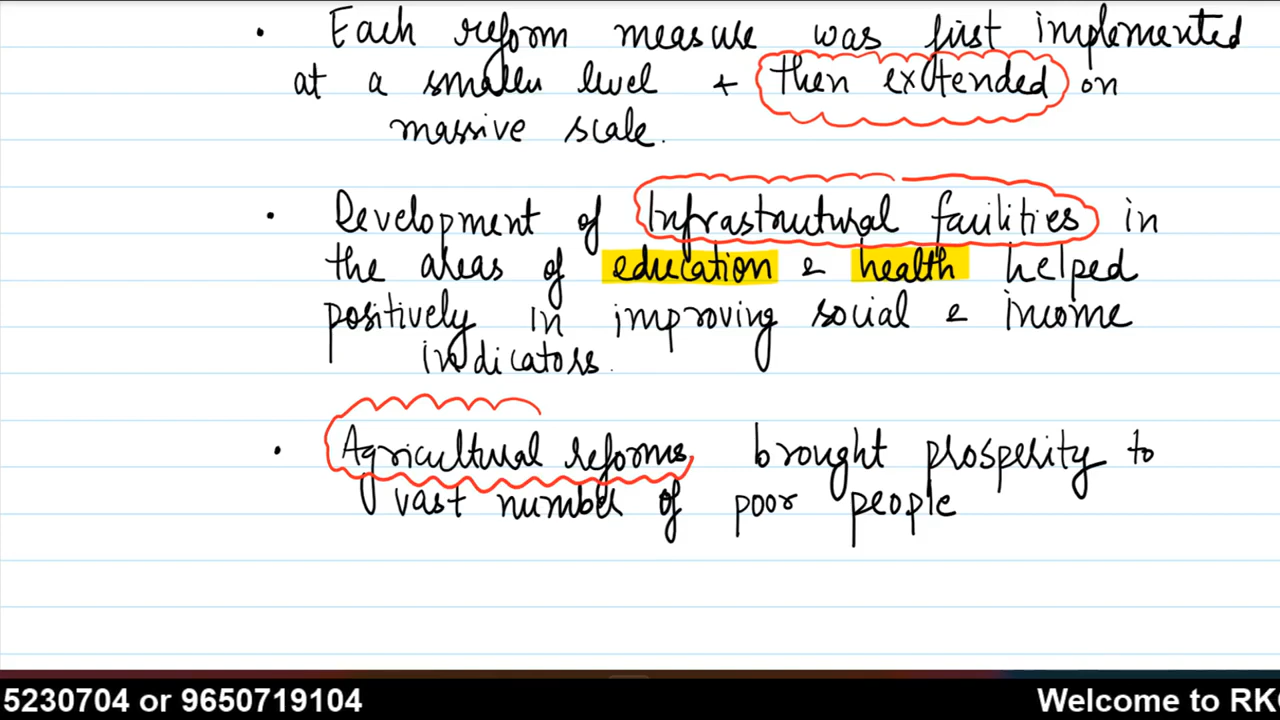 • Each reform measure was first implemented
at a smaller level + then extended on
massive scale.
• Development of Infrastructural facilities in
the areas of education & health helped
positively in improving social & income
indicators.
• Agricultural reforms brought prosperity to
vast number of poor people
5230704 or 9650719104
Welcome to RK